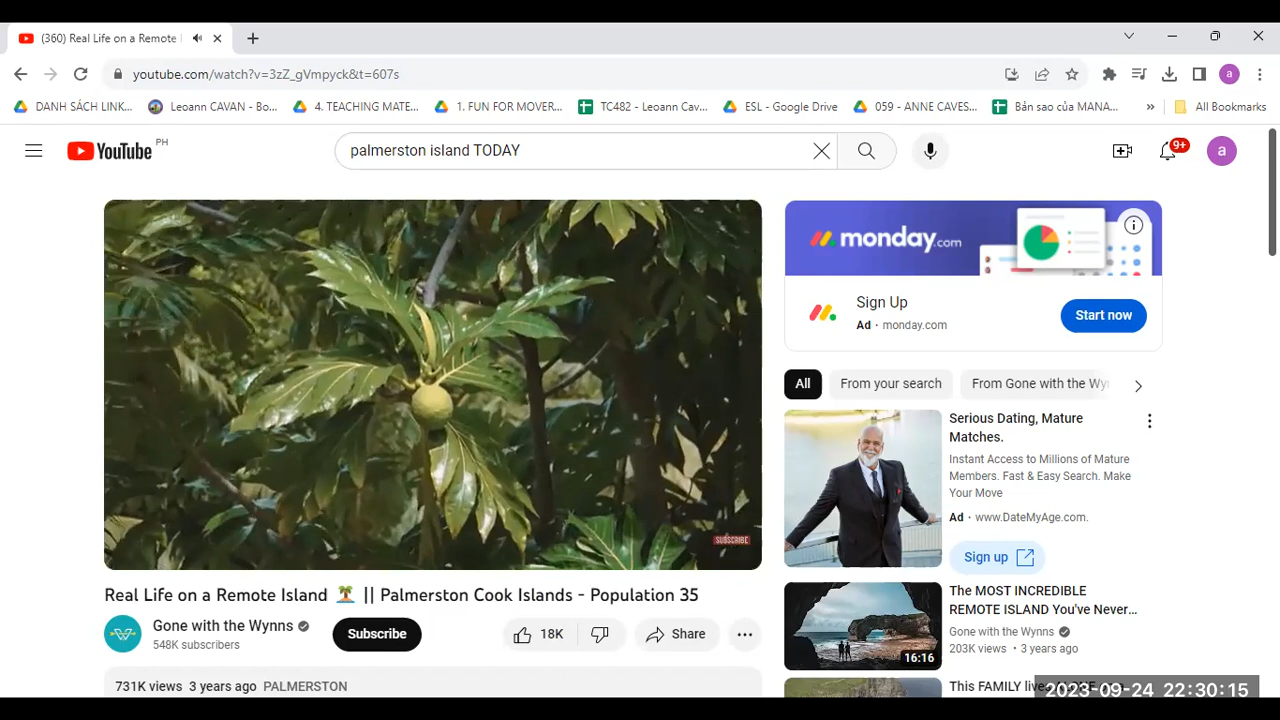 (360) Real Life on a Remote
youtube.com/watch?v=3zZ_gVmpyck&t=607s
a
DANH SÁCH LINK...
Leoann CAVAN - Bo...
4. TEACHING MATE...
1. FUN FOR MOVER...
TC482 - Leoann Cav...
ESL - Google Drive
059 - ANNE CAVES...
Bản sao của MANA...
»
All Bookmarks
YouTube PH
palmerston island TODAY
9+
a
monday.com
Sign Up
Ad · monday.com
Start now
All
From your search
From Gone with the Wyn
Serious Dating, Mature
Matches.
Instant Access to Millions of Mature
Members. Fast & Easy Search. Make
Your Move
Ad · www.DateMyAge.com.
Sign up
SUBSCRIBE
Real Life on a Remote Island 🏝️ || Palmerston Cook Islands - Population 35
Gone with the Wynns
548K subscribers
Subscribe
18K
Share
731K views 3 years ago PALMERSTON
The MOST INCREDIBLE
REMOTE ISLAND You've Never...
Gone with the Wynns
203K views · 3 years ago
16:16
This FAMILY live
2023-09-24 22:30:15